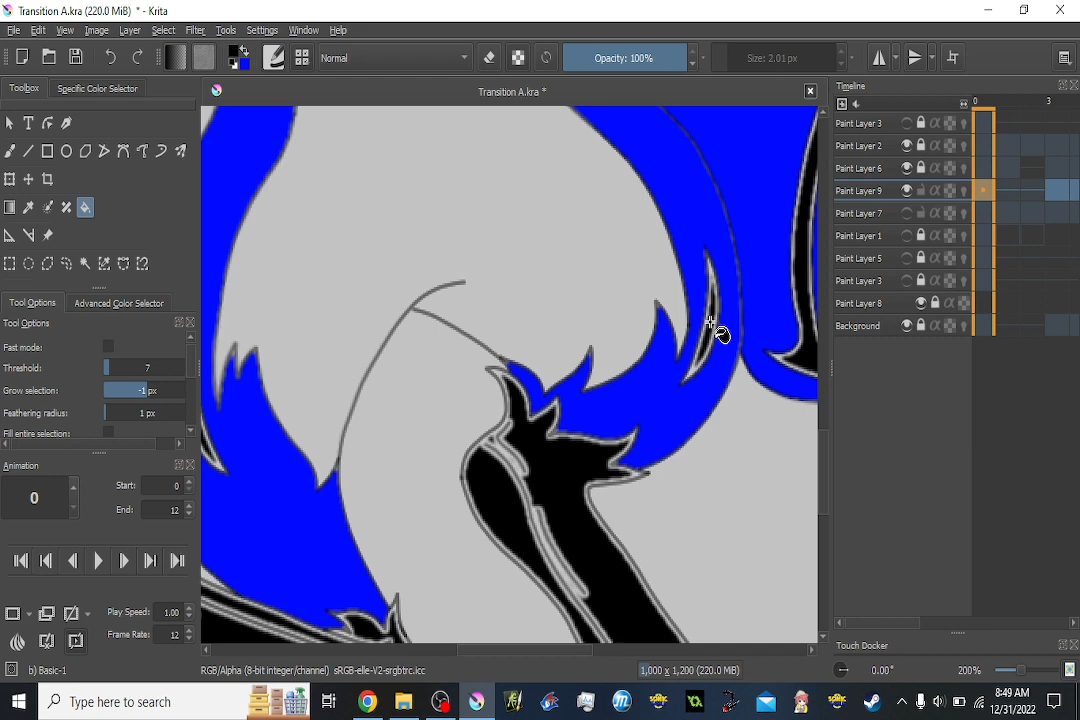 Transition A.kra (220.0 MiB) * - Krita
File Edit View Image Layer Select Filter Tools Settings Window Help
Normal
Opacity: 100%
Size: 2.01 px
Toolbox
Specific Color Selector
Transition A.kra *
Timeline
0 3
Paint Layer 3
Paint Layer 2
Paint Layer 6
Paint Layer 9
Paint Layer 7
Paint Layer 1
Paint Layer 5
Paint Layer 3
Paint Layer 8
Background
Tool Options
Advanced Color Selector
Tool Options
Fast mode:
Threshold: 7
Grow selection: -1 px
Feathering radius: 1 px
Fill entire selection:
Animation
0
Start: 0
End: 12
Play Speed: 1.00
Frame Rate: 12
Touch Docker
b) Basic-1
RGB/Alpha (8-bit integer/channel) sRGB-elle-V2-srgbtrc.icc
1,000 x 1,200 (220.0 MiB)
0.00°
200%
Type here to search
8:49 AM
12/31/2022